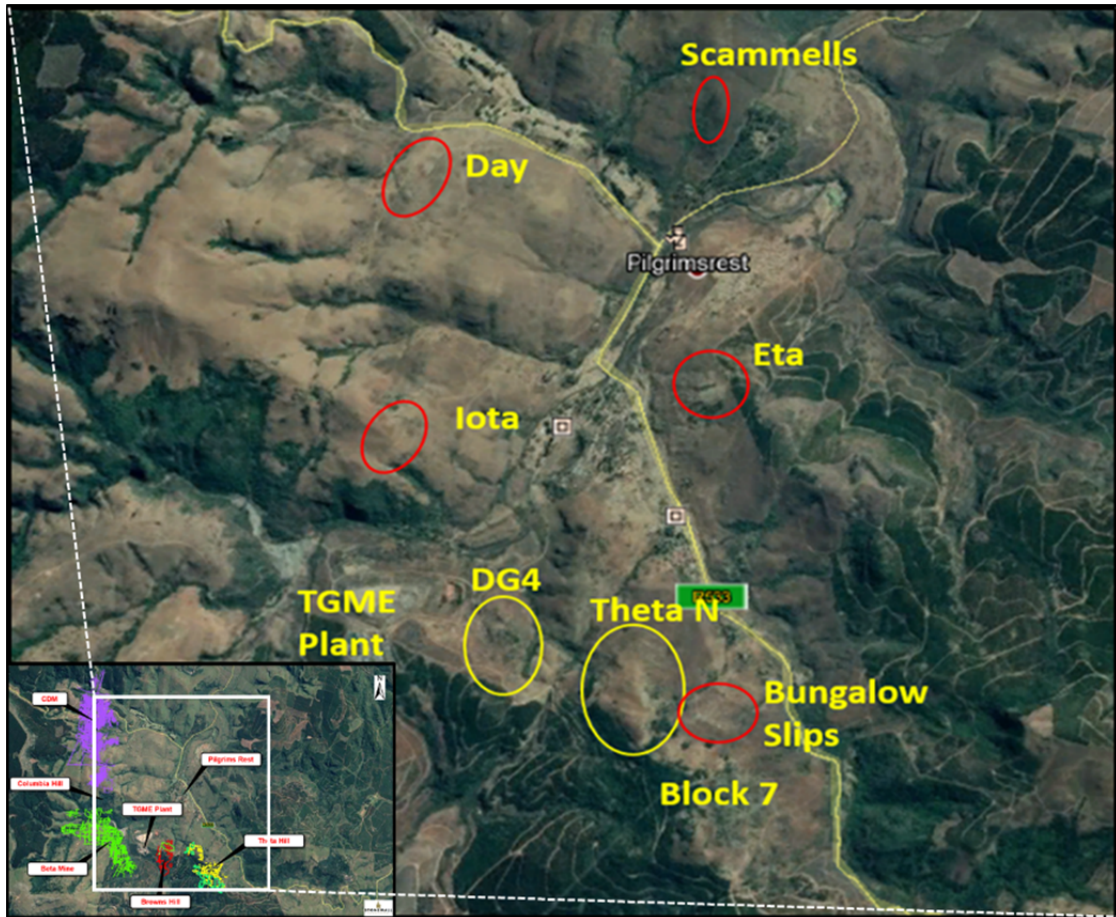 Scammells
Day
Pilgrimsrest
Eta
Iota
DG4
TGME
Plant
Theta N
Bungalow
Slips
Block 7
CDM
Pilgrims Rest
Columbia Hill
TGME Plant
Theta Hill
Beta Mine
Browns Hill